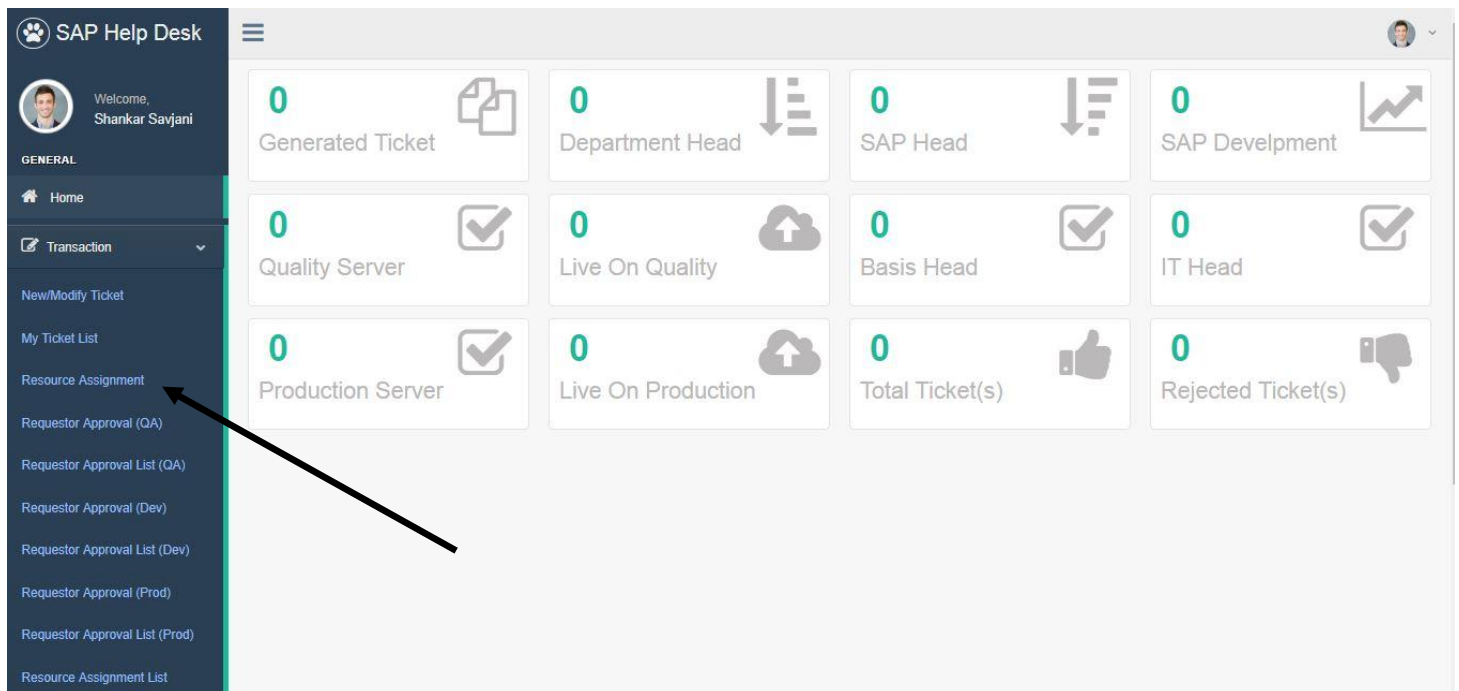 SAP Help Desk
Welcome,
Shankar Savjani
GENERAL
Home
Transaction
New/Modify Ticket
My Ticket List
Resource Assignment
Requestor Approval (QA)
Requestor Approval List (QA)
Requestor Approval (Dev)
Requestor Approval List (Dev)
Requestor Approval (Prod)
Requestor Approval List (Prod)
Resource Assignment List
0
Generated Ticket
0
Department Head
0
SAP Head
0
SAP Develpment
0
Quality Server
0
Live On Quality
0
Basis Head
0
IT Head
0
Production Server
0
Live On Production
0
Total Ticket(s)
0
Rejected Ticket(s)